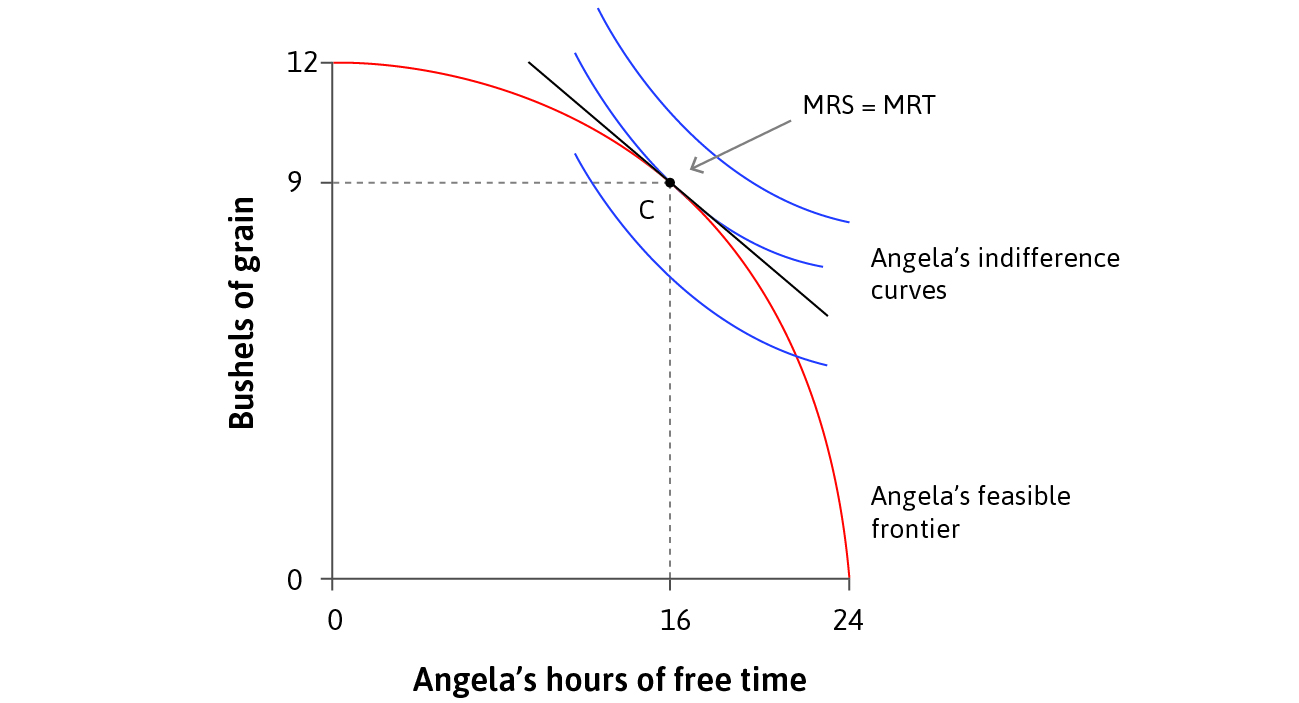 12
MRS = MRT
9
C
Bushels of grain
Angela’s indifference
curves
Angela’s feasible
frontier
0
0
16
24
Angela’s hours of free time